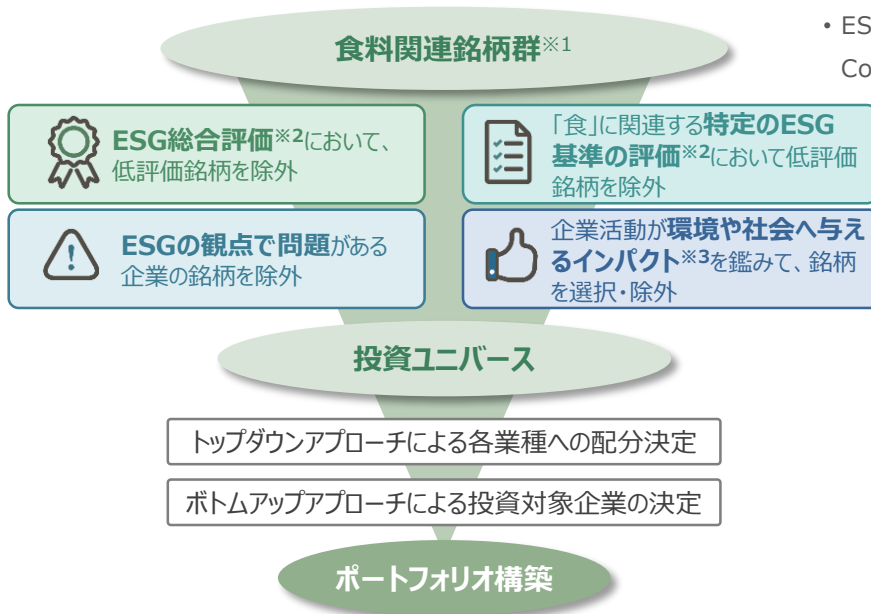 食料関連銘柄群※1
• ES
Co
ESG総合評価※2において、
低評価銘柄を除外
「食」に関連する特定のESG
基準の評価※2において低評価
銘柄を除外
ESGの観点で問題がある
企業の銘柄を除外
企業活動が環境や社会へ与え
るインパクト※3を鑑みて、銘柄
を選択・除外
投資ユニバース
トップダウンアプローチによる各業種への配分決定
ボトムアップアプローチによる投資対象企業の決定
ポートフォリオ構築